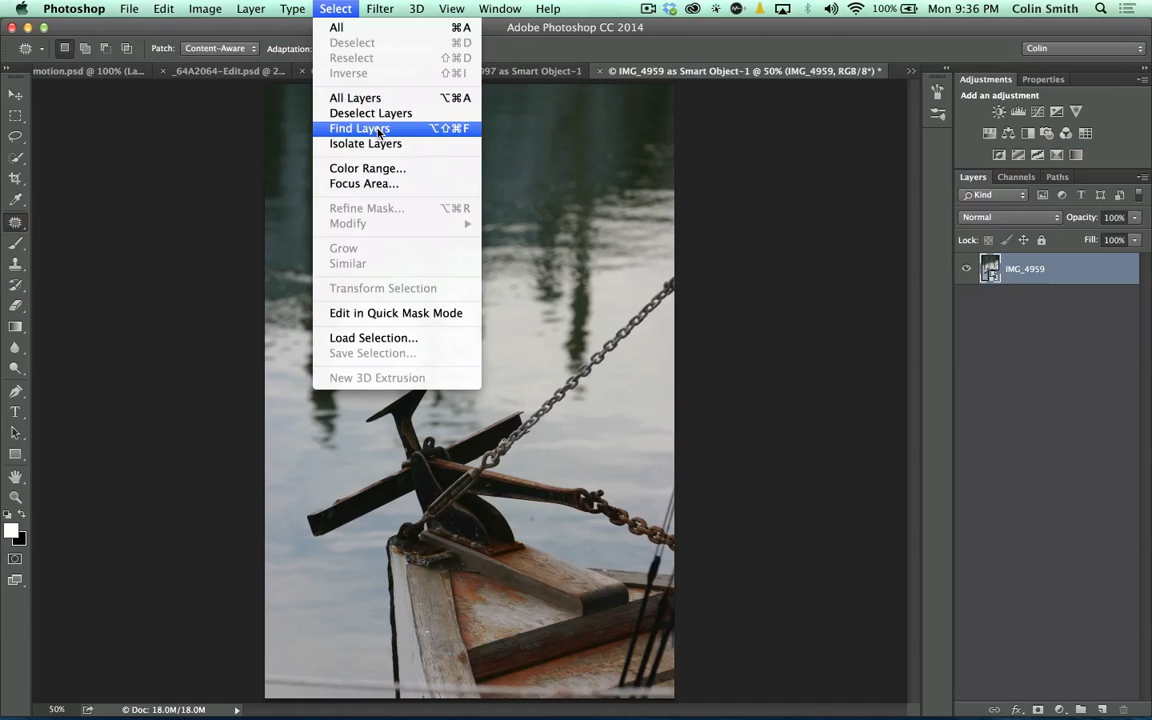 Photoshop File Edit Image Layer Type Select Filter 3D View Window Help 100% Mon 9:36 PM Colin Smith
Adobe Photoshop CC 2014
Patch: Content-Aware Adaptation: Colin
motion.psd @ 100% (La... × _64A2064-Edit.psd @ 2... × 097 as Smart Object-1 × © IMG_4959 as Smart Object-1 @ 50% (IMG_4959, RGB/8*) *
All ⌘A
Deselect ⌘D
Reselect ⇧⌘D
Inverse ⇧⌘I
All Layers ⌥⌘A
Deselect Layers
Find Layers ⌥⇧⌘F
Isolate Layers
Color Range...
Focus Area...
Refine Mask... ⌥⌘R
Modify
Grow
Similar
Transform Selection
Edit in Quick Mask Mode
Load Selection...
Save Selection...
New 3D Extrusion
Adjustments Properties
Add an adjustment
Layers Channels Paths
Kind
Normal Opacity: 100%
Lock: Fill: 100%
IMG_4959
50% © Doc: 18.0M/18.0M